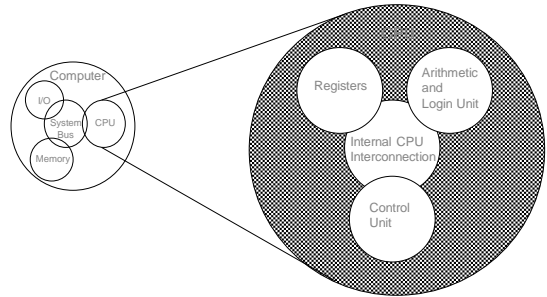 Computer
I/O
System
Bus
CPU
Memory
Registers
Arithmetic
and
Login Unit
Internal CPU
Interconnection
Control
Unit